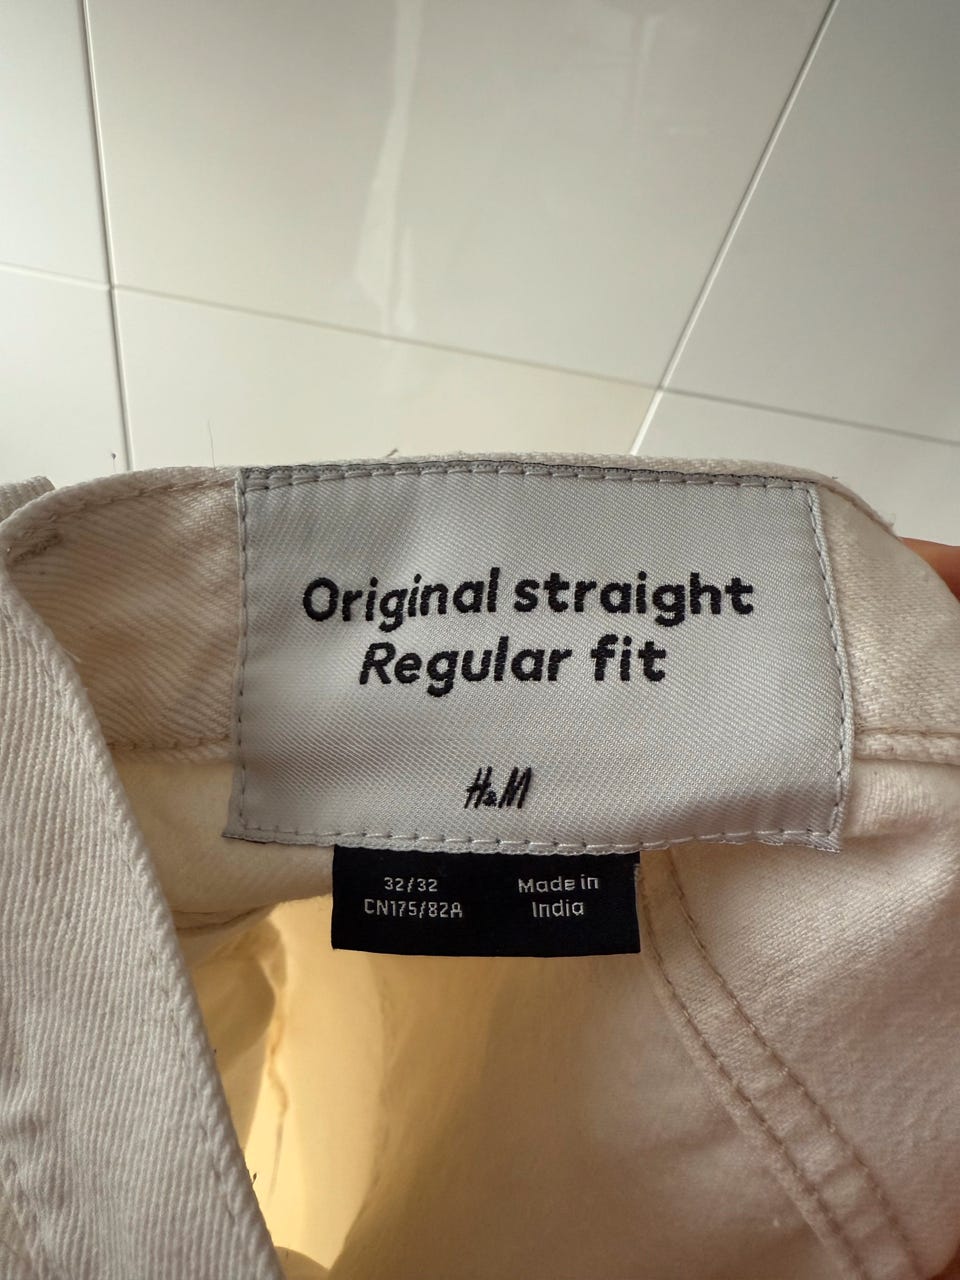 Original straight
Regular fit
H&M
32/32
CN175/82A
Made in
India